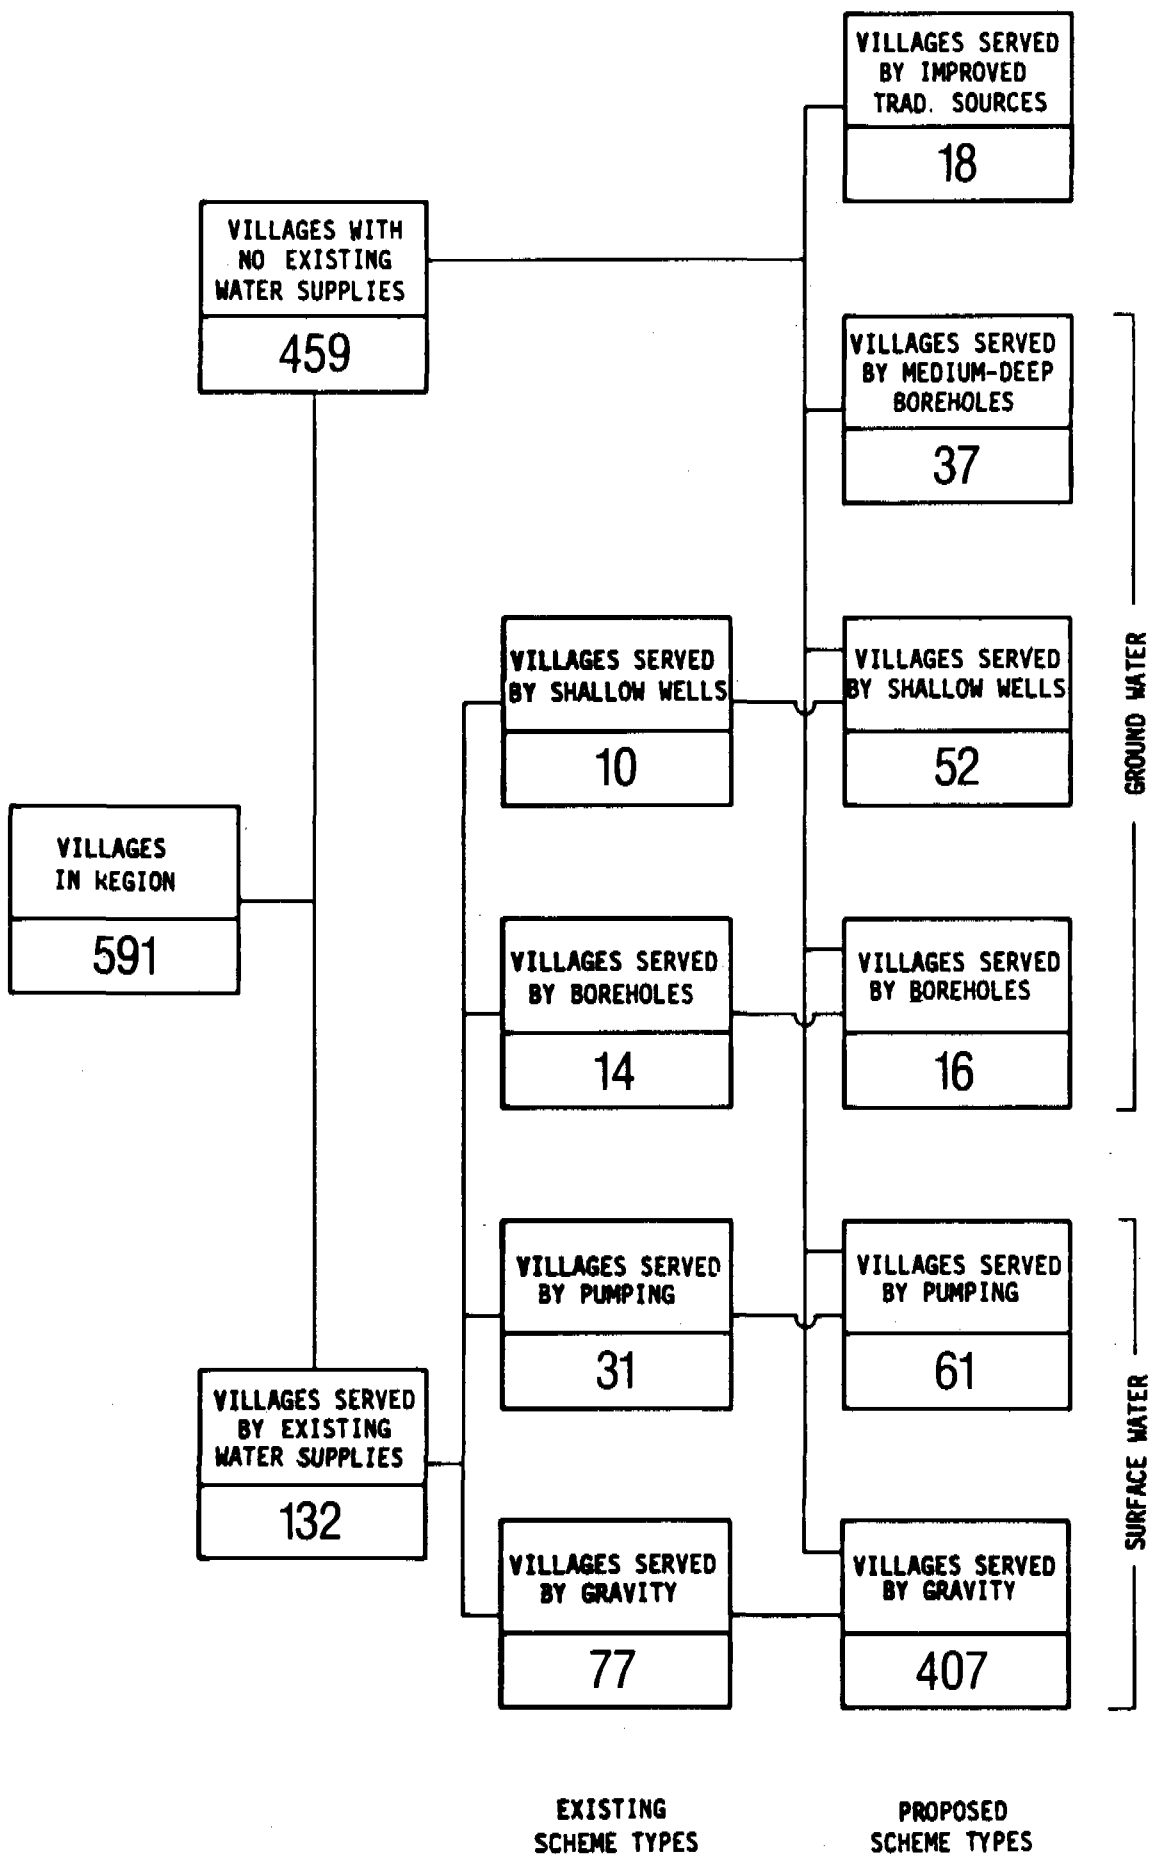 VILLAGES SERVED
BY IMPROVED
TRAD. SOURCES
18
VILLAGES WITH
NO EXISTING
WATER SUPPLIES
459
VILLAGES SERVED
BY MEDIUM-DEEP
BOREHOLES
37
VILLAGES SERVED
BY SHALLOW WELLS
10
VILLAGES SERVED
BY SHALLOW WELLS
52
GROUND WATER
VILLAGES
IN REGION
591
VILLAGES SERVED
BY BOREHOLES
14
VILLAGES SERVED
BY BOREHOLES
16
VILLAGES SERVED
BY PUMPING
31
VILLAGES SERVED
BY PUMPING
61
VILLAGES SERVED
BY EXISTING
WATER SUPPLIES
132
SURFACE WATER
VILLAGES SERVED
BY GRAVITY
77
VILLAGES SERVED
BY GRAVITY
407
EXISTING
SCHEME TYPES
PROPOSED
SCHEME TYPES